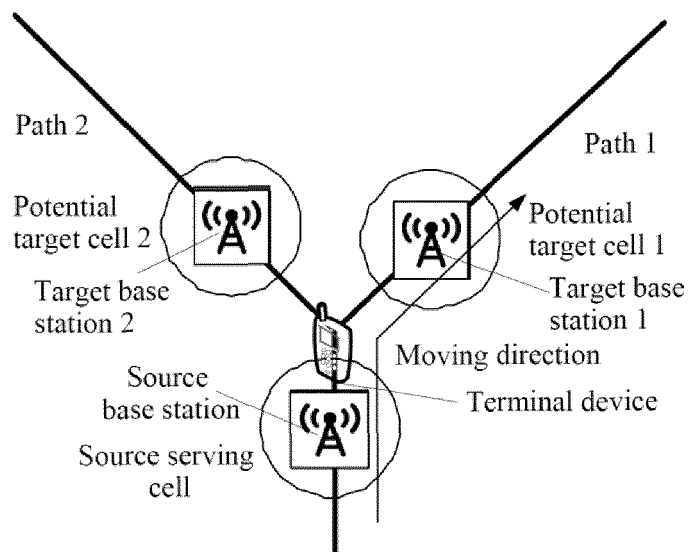 Path 2
Path 1
Potential
target cell 2
Potential
target cell 1
Target base
station 2
Target base
station 1
Moving direction
Source
base station
Terminal device
Source serving
cell